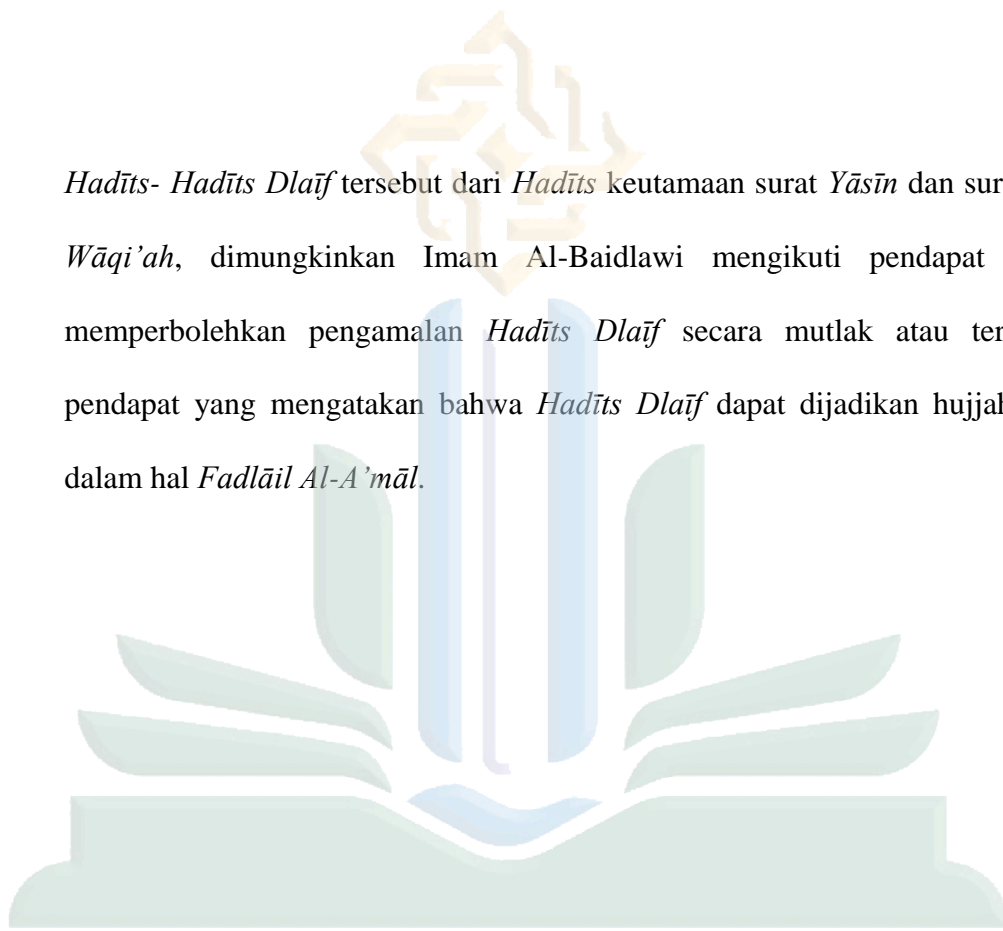 Hadīts- Hadīts Dlaīf tersebut dari Hadīts keutamaan surat Yāsīn dan sur
Wāqi’ah, dimungkinkan Imam Al-Baidlawi mengikuti pendapat
memperbolehkan pengamalan Hadīts Dlaīf secara mutlak atau ter
pendapat yang mengatakan bahwa Hadīts Dlaīf dapat dijadikan hujjah
dalam hal Fadlāil Al-A’māl.